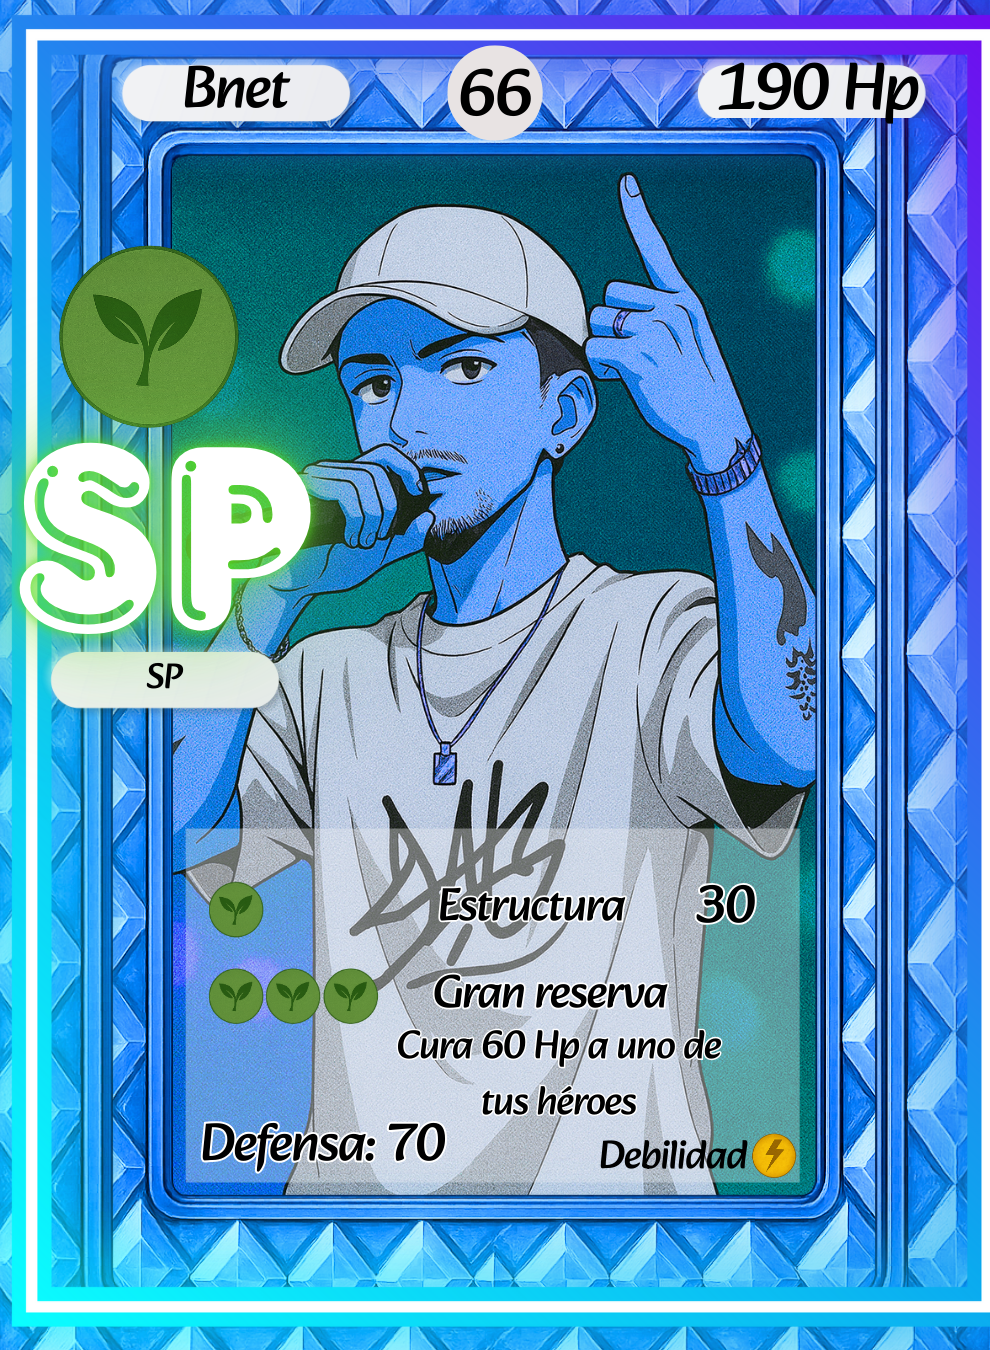 Bnet
66
190 Hp
SP
SP
Estructura 30
Gran reserva
Cura 60 Hp a uno de
tus héroes
Defensa: 70
Debilidad